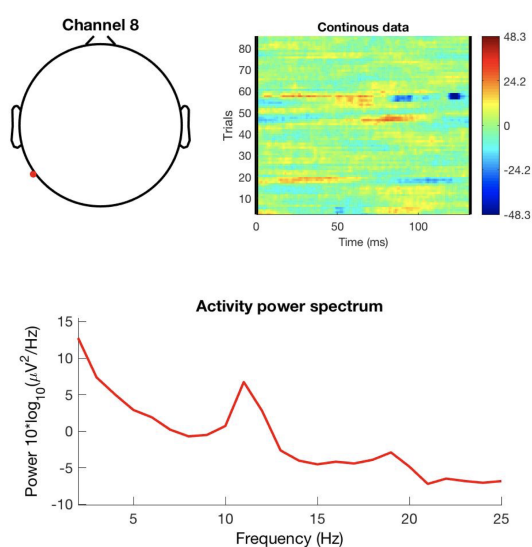 Channel 8
Continous data
Trials
80
70
60
50
40
30
20
10
0 50 100
Time (ms)
48.3
24.2
0
-24.2
-48.3
Activity power spectrum
Power 10*log₁₀(μV²/Hz)
15
10
5
0
-5
-10
5 10 15 20 25
Frequency (Hz)